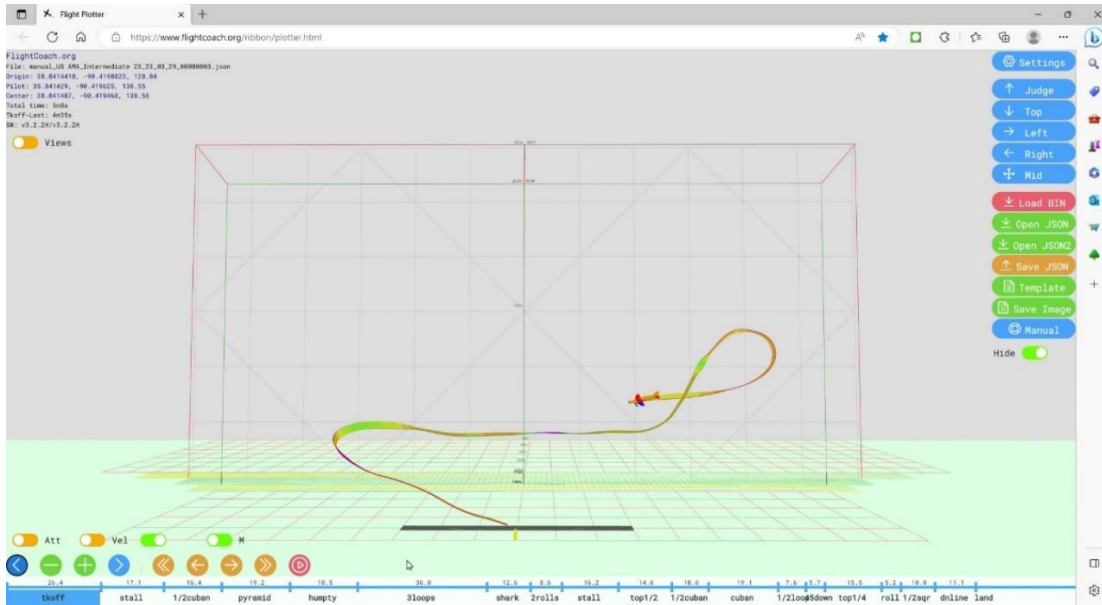 Flight Plotter
https://www.flightcoach.org/ribbon/plotter.html
FlightCoach.org
File: manual_US AMA_Intermediate 23_23_03_29_00000003.json
Origin: 38.8414418, -90.4198823, 128.04
Pilot: 38.841429, -90.419625, 138.55
Center: 38.841487, -90.419468, 138.55
Total time: 5m8s
Tkoff-Last: 4m35s
SW: v3.2.2H/v3.2.2H
Views
Settings
Judge
Top
Left
Right
Mid
Load BIN
Open JSON
Open JSON2
Save JSON
Template
Save Image
Manual
Hide
Att
Vel
M
26.4 17.1 16.4 19.2 18.5 36.0 12.6 8.6 16.2 14.6 18.6 19.1 7.6 5.7 15.5 9.2 10.0 11.1
tkoff stall 1/2cuban pyramid humpty 3loops shark 2rolls stall top1/2 1/2cuban cuban 1/2loop 45down top1/4 roll 1/2sqr dnline land